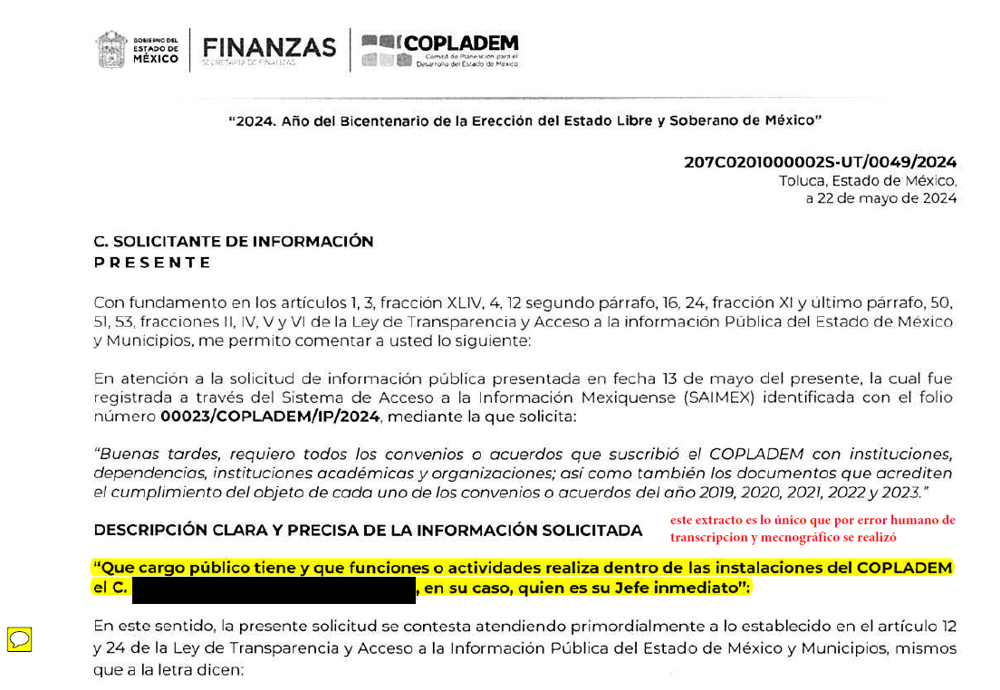 GOBIERNO DEL
ESTADO DE
MÉXICO
FINANZAS
SECRETARÍA DE FINANZAS
COPLADEM
Comité de Planeación para el
Desarrollo del Estado de México
“2024. Año del Bicentenario de la Erección del Estado Libre y Soberano de México”
207C0201000002S-UT/0049/2024
Toluca, Estado de México,
a 22 de mayo de 2024
C. SOLICITANTE DE INFORMACIÓN
P R E S E N T E
Con fundamento en los artículos 1, 3, fracción XLIV, 4, 12 segundo párrafo, 16, 24, fracción XI y último párrafo, 50,
51, 53, fracciones II, IV, V y VI de la Ley de Transparencia y Acceso a la información Pública del Estado de México
y Municipios, me permito comentar a usted lo siguiente:
En atención a la solicitud de información pública presentada en fecha 13 de mayo del presente, la cual fue
registrada a través del Sistema de Acceso a la Información Mexiquense (SAIMEX) identificada con el folio
número 00023/COPLADEM/IP/2024, mediante la que solicita:
“Buenas tardes, requiero todos los convenios o acuerdos que suscribió el COPLADEM con instituciones,
dependencias, instituciones académicas y organizaciones; así como también los documentos que acrediten
el cumplimiento del objeto de cada uno de los convenios o acuerdos del año 2019, 2020, 2021, 2022 y 2023.”
DESCRIPCIÓN CLARA Y PRECISA DE LA INFORMACIÓN SOLICITADA
este extracto es lo único que por error humano de
transcripcion y mecnográfico se realizó
“Que cargo público tiene y que funciones o actividades realiza dentro de las instalaciones del COPLADEM
el C. , en su caso, quien es su Jefe inmediato”:
En este sentido, la presente solicitud se contesta atendiendo primordialmente a lo establecido en el artículo 12
y 24 de la Ley de Transparencia y Acceso a la Información Pública del Estado de México y Municipios, mismos
que a la letra dicen: